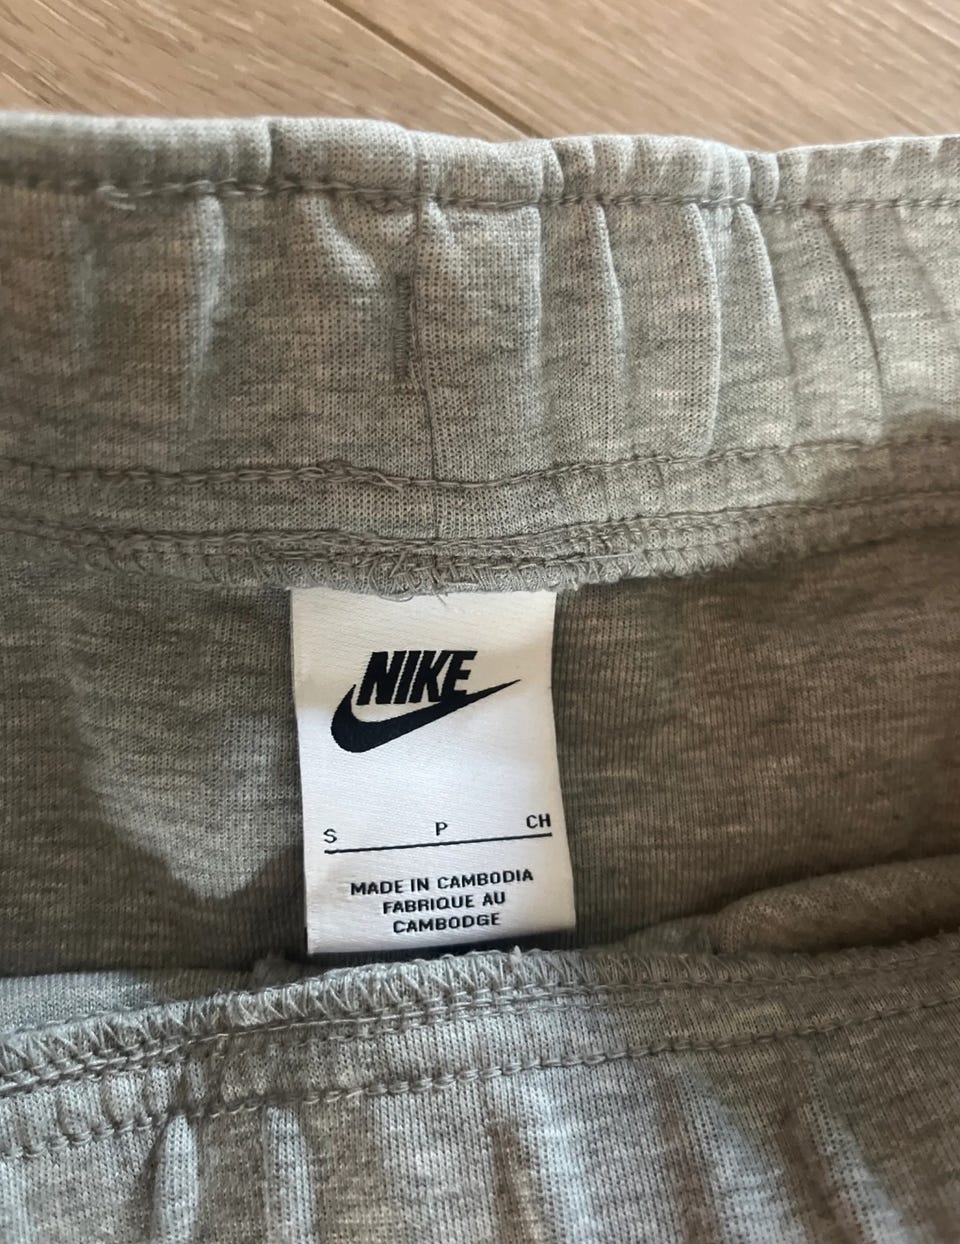 NIKE
S P CH
MADE IN CAMBODIA
FABRIQUE AU
CAMBODGE